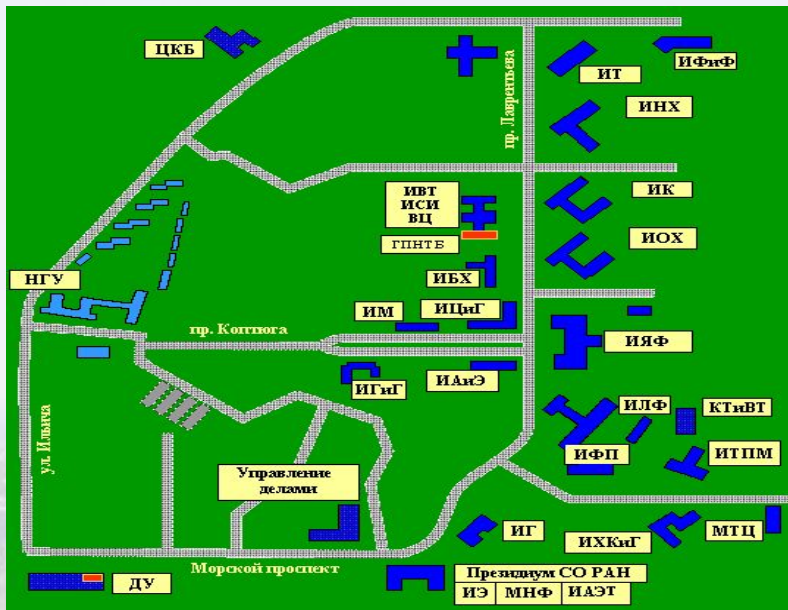 ЦКБ
пр. Лаврентьева
ИТ
ИФиФ
ИНХ
ИВТ
ИСИ
ВЦ
ГПНТБ
ИК
ИОХ
НГУ
ИБХ
ИМ
ИЦиГ
пр. Коптюга
ИЯФ
ИГиГ
ИАиЭ
ул. Ильича
ИЛФ
КТиВТ
ИФП
ИТПМ
Управление
делами
ИГ
ИХКиГ
МТЦ
Морской проспект
ДУ
Президиум СО РАН
ИЭ МНФ ИАЭТ